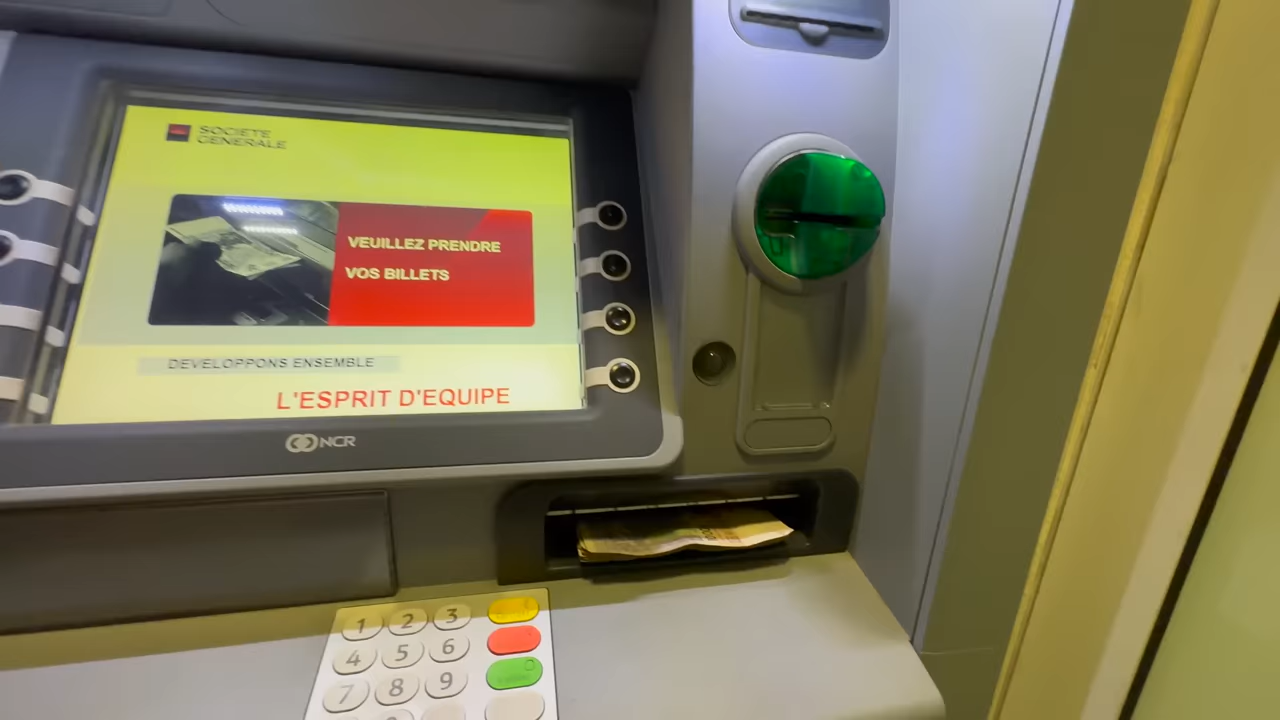 SOCIETE
GENERALE
VEUILLEZ PRENDRE
VOS BILLETS
DEVELOPPONS ENSEMBLE
L'ESPRIT D'EQUIPE
NCR
1 2 3
4 5 6
7 8 9